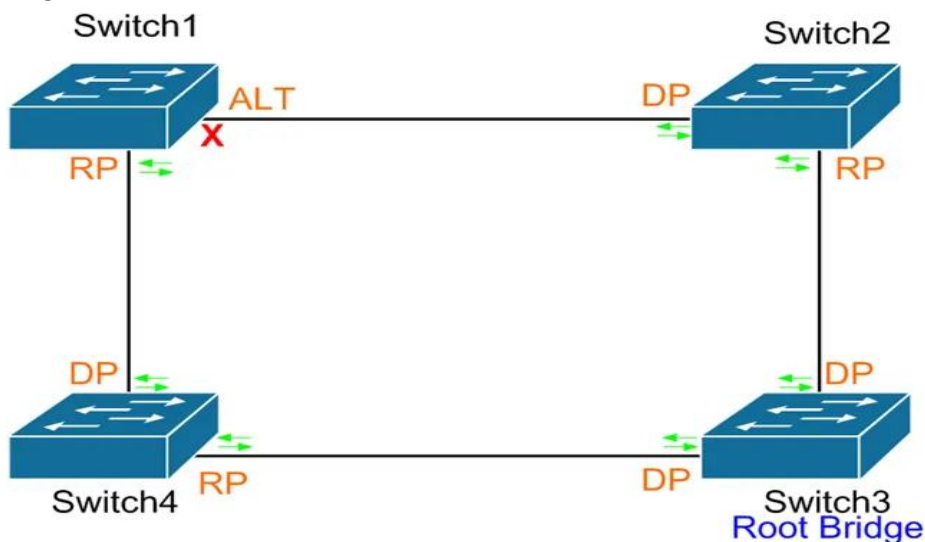 Switch1
Switch2
ALT
DP
X
RP
RP
DP
DP
RP
DP
Switch4
Switch3
Root Bridge